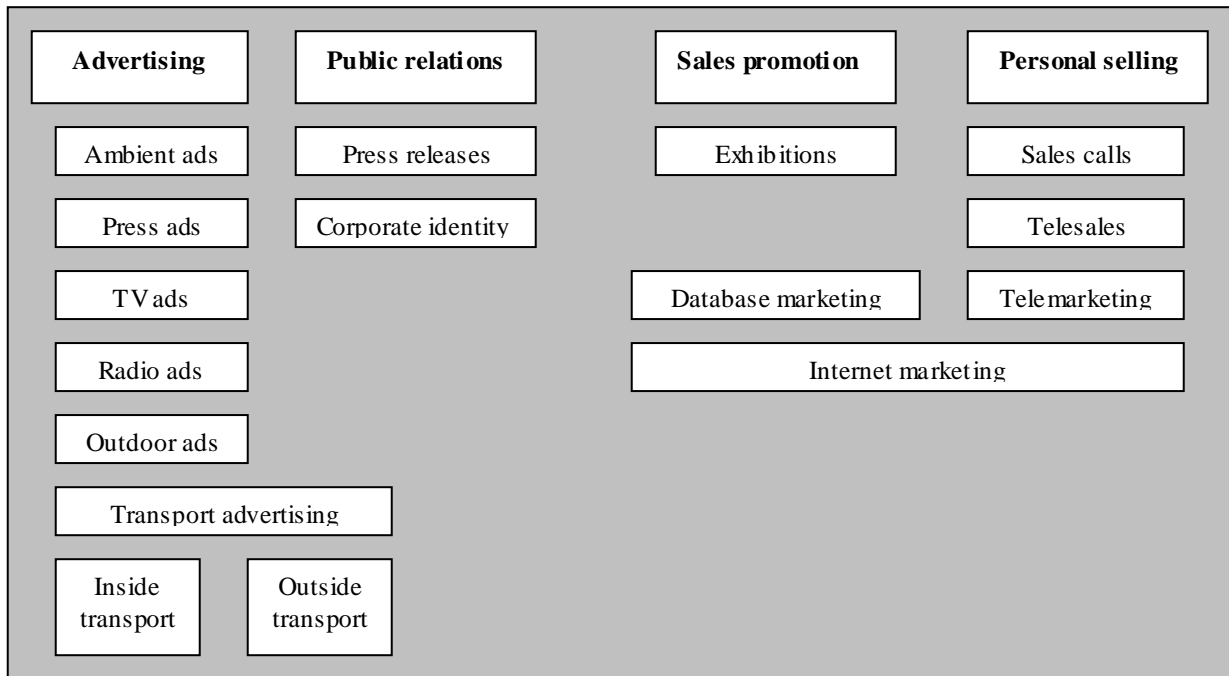 Advertising
Public relations
Sales promotion
Personal selling
Ambient ads
Press releases
Exhibitions
Sales calls
Press ads
Corporate identity
Telesales
TV ads
Database marketing
Telemarketing
Radio ads
Internet marketing
Outdoor ads
Transport advertising
Inside
transport
Outside
transport